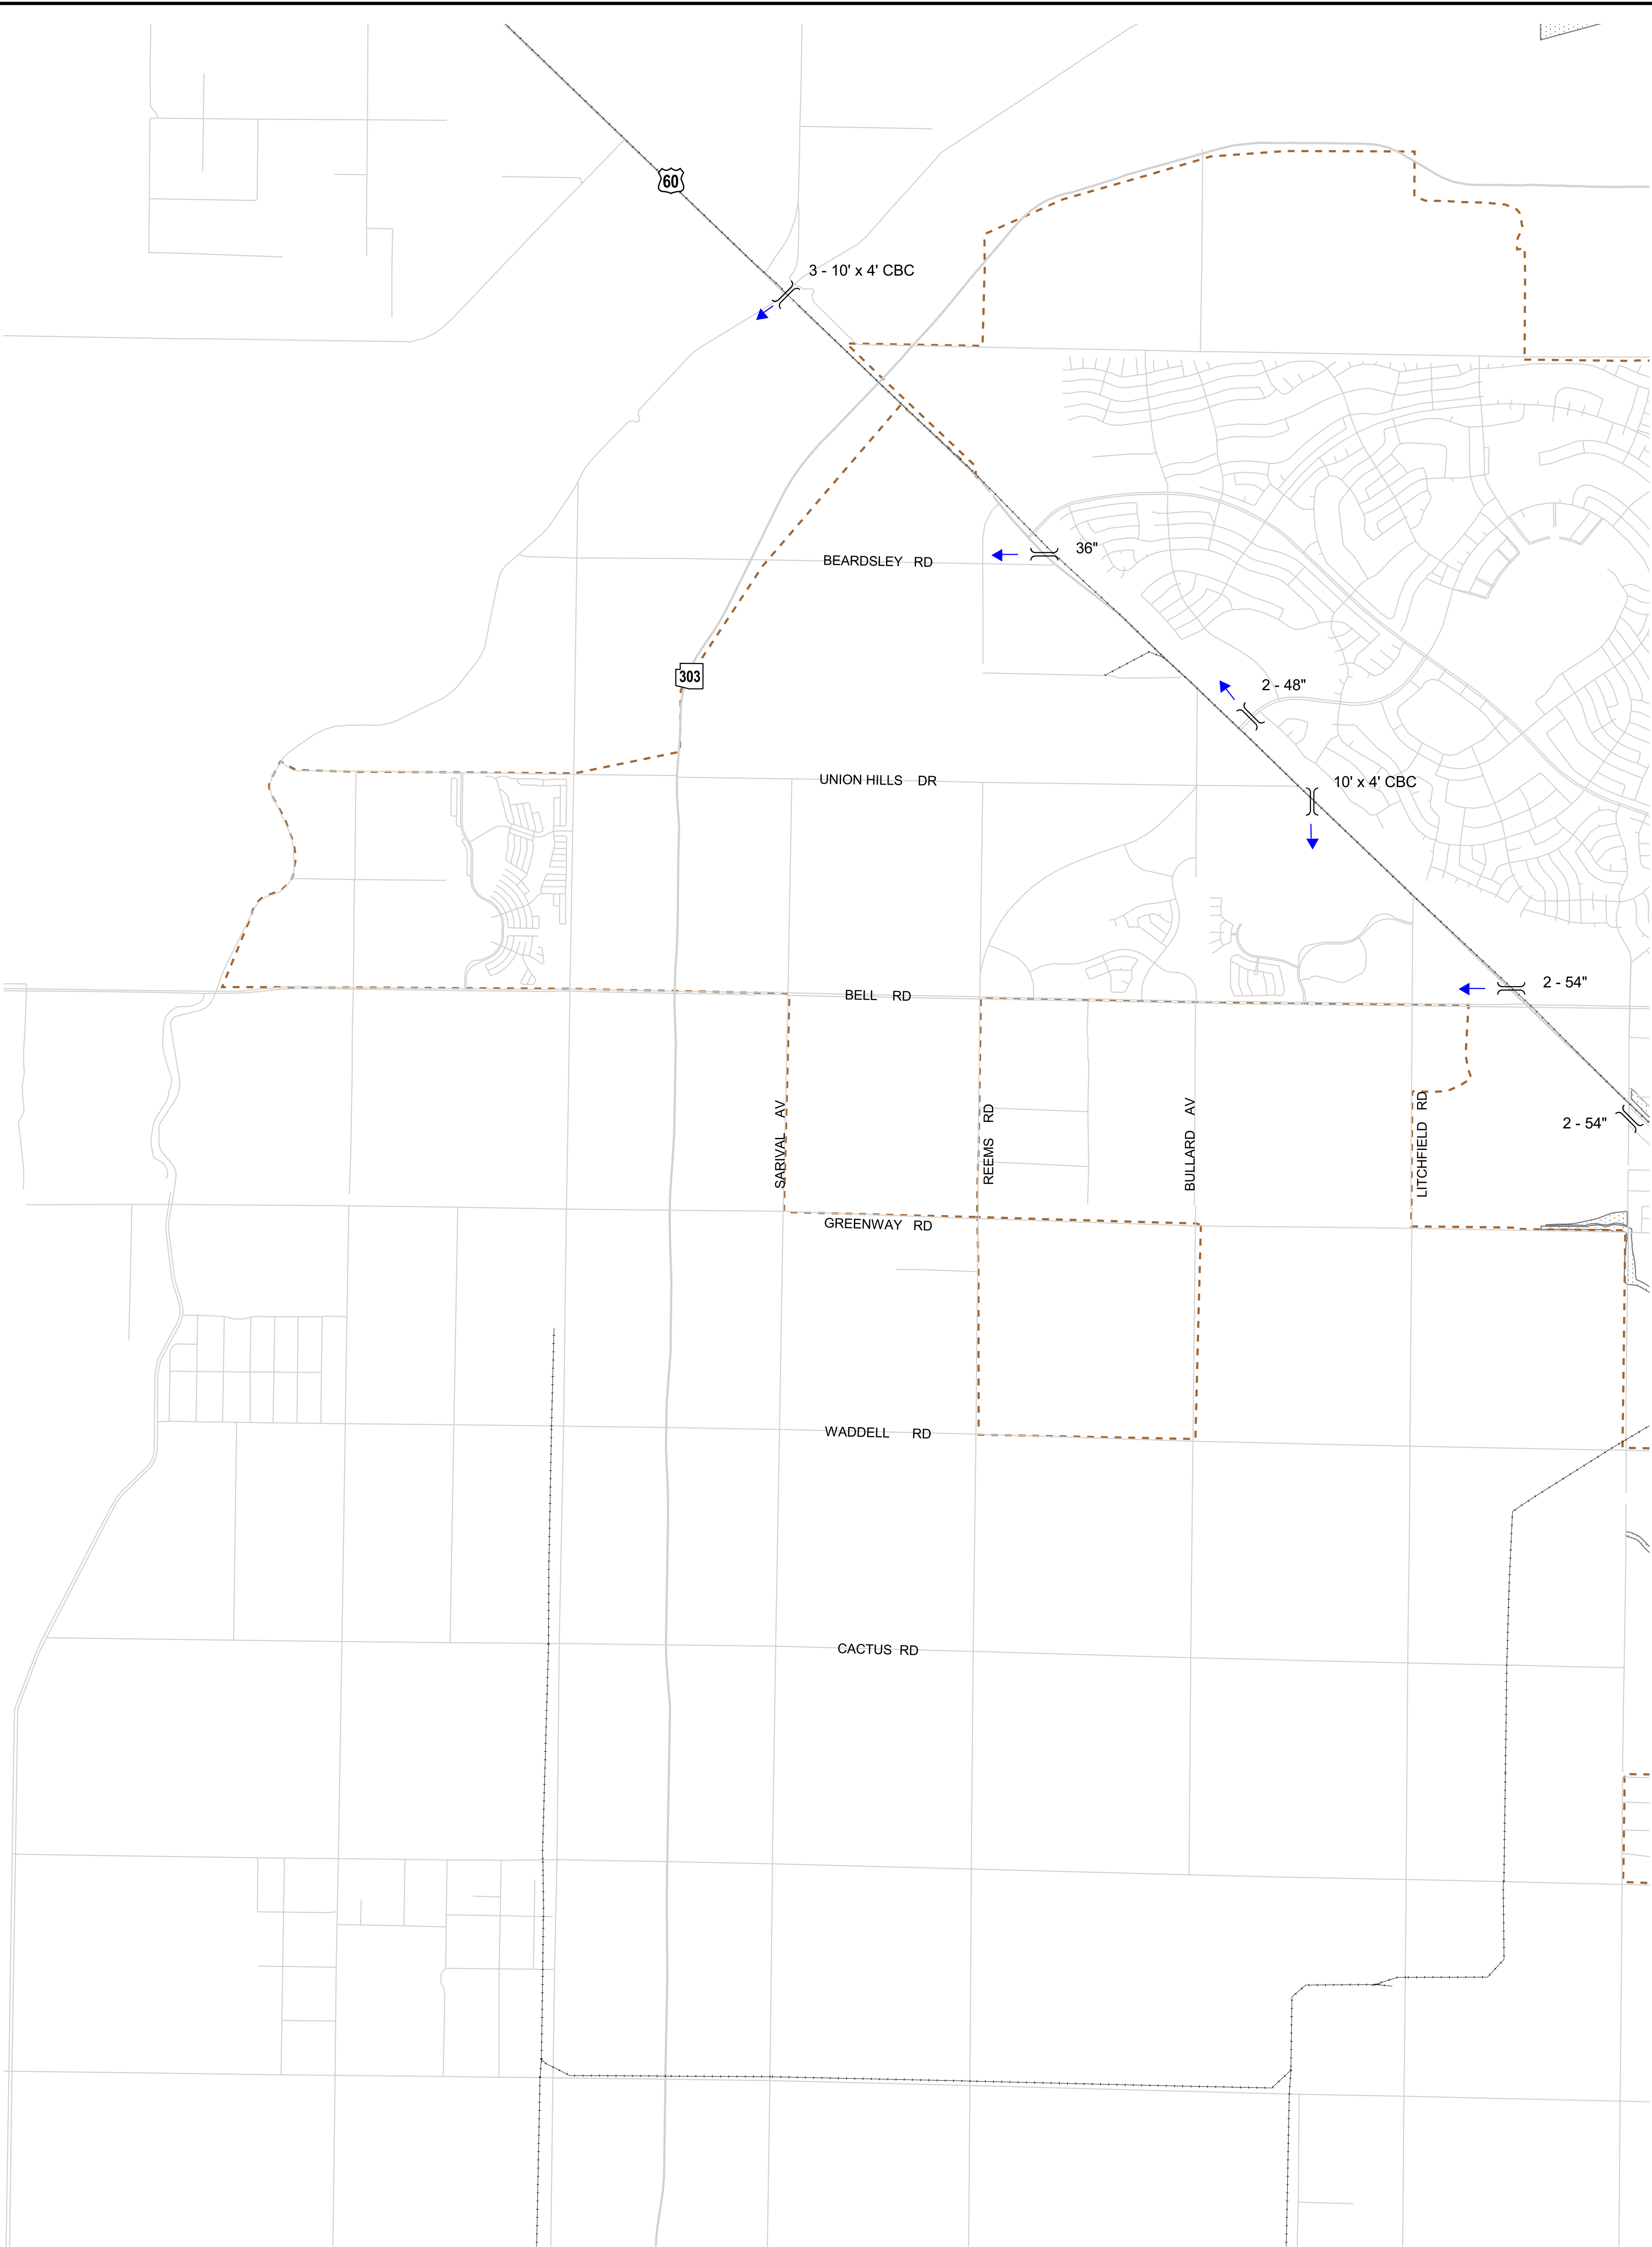 60
3 - 10' x 4' CBC
36"
BEARDSLEY RD
303
2 - 48"
UNION HILLS DR
10' x 4' CBC
2 - 54"
BELL RD
SARIVAL AV
REEMS RD
BULLARD AV
LITCHFIELD RD
2 - 54"
GREENWAY RD
WADDELL RD
CACTUS RD